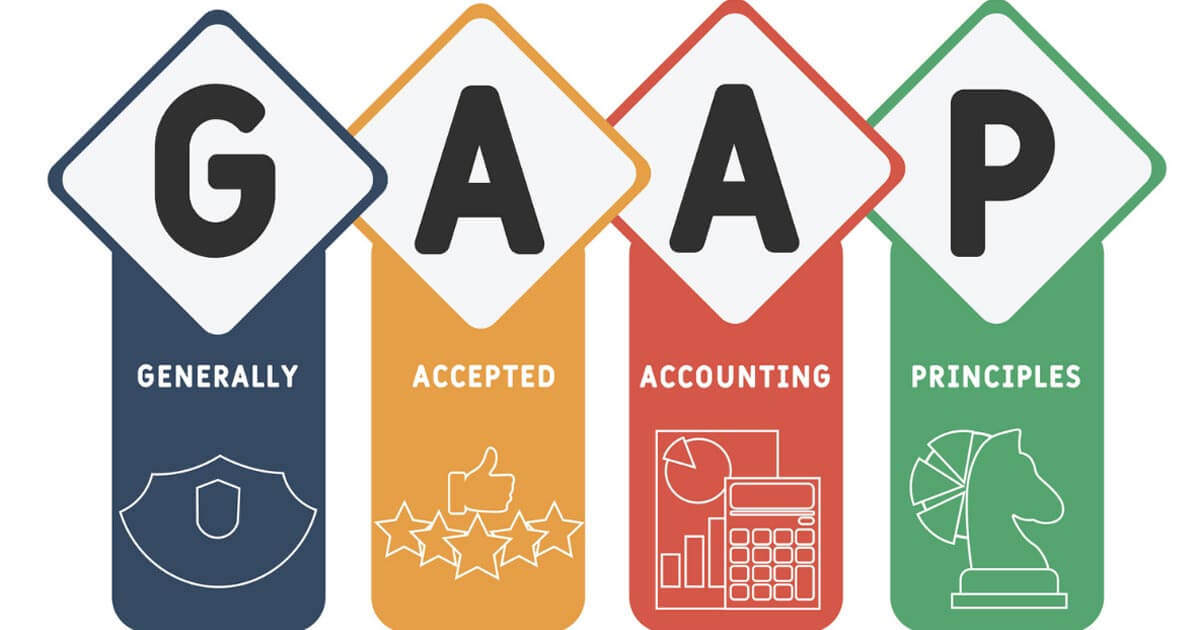 G A A P
GENERALLY ACCEPTED ACCOUNTING PRINCIPLES